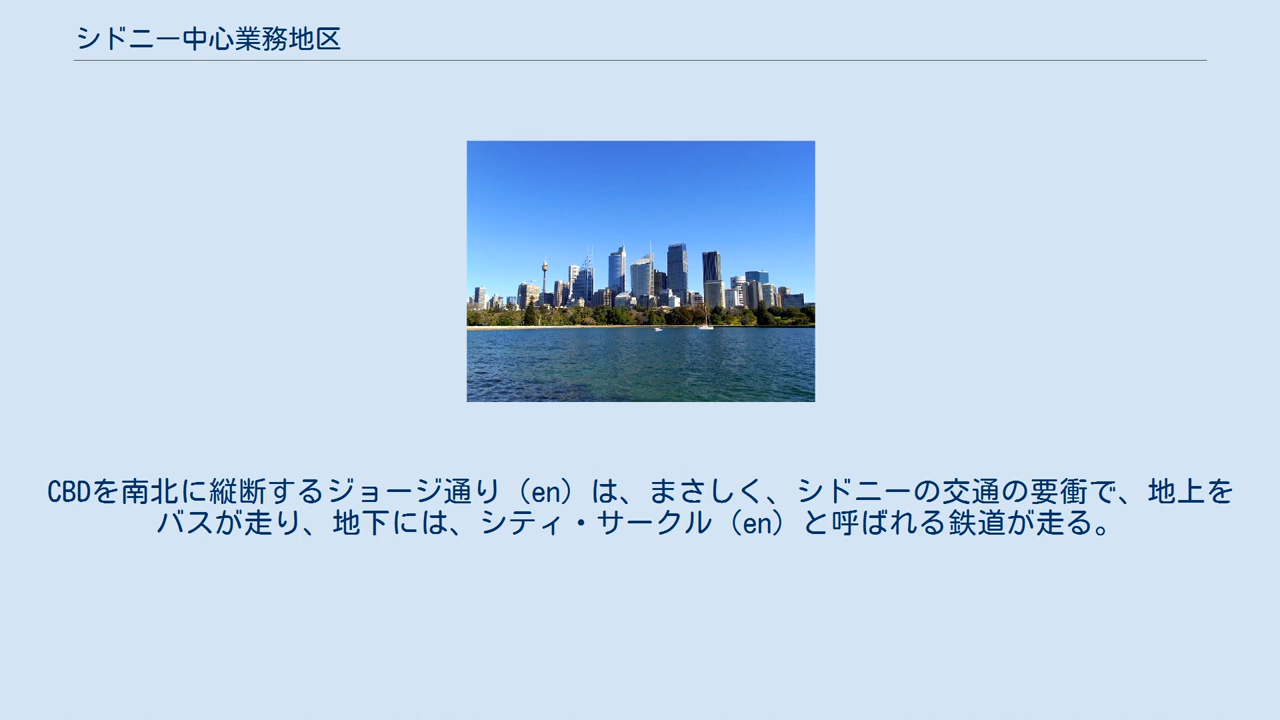 シドニー中心業務地区
CBDを南北に縦断するジョージ通り（en）は、まさしく、シドニーの交通の要衝で、地上を
バスが走り、地下には、シティ・サークル（en）と呼ばれる鉄道が走る。